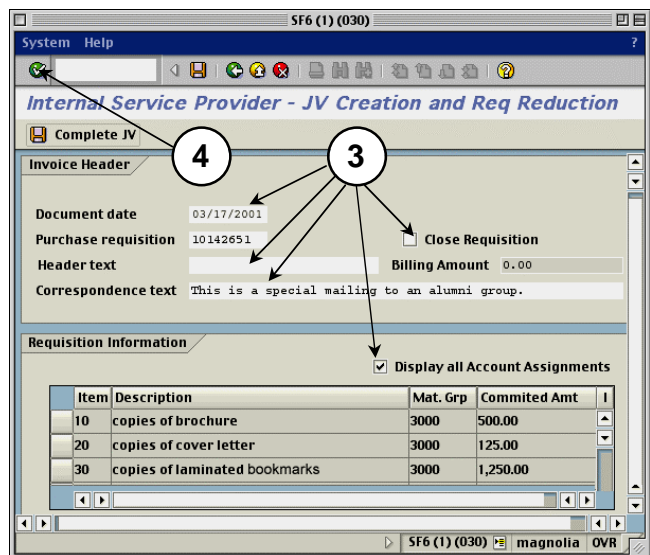 SF6 (1) (030)
System Help ?
Internal Service Provider - JV Creation and Req Reduction
Complete JV
4 3
Invoice Header
Document date 03/17/2001
Purchase requisition 10142651 Close Requisition
Header text Billing Amount 0.00
Correspondence text This is a special mailing to an alumni group.
Requisition Information
Display all Account Assignments
Item Description Mat. Grp Commited Amt I
10 copies of brochure 3000 500.00
20 copies of cover letter 3000 125.00
30 copies of laminated bookmarks 3000 1,250.00
SF6 (1) (030) magnolia OVR